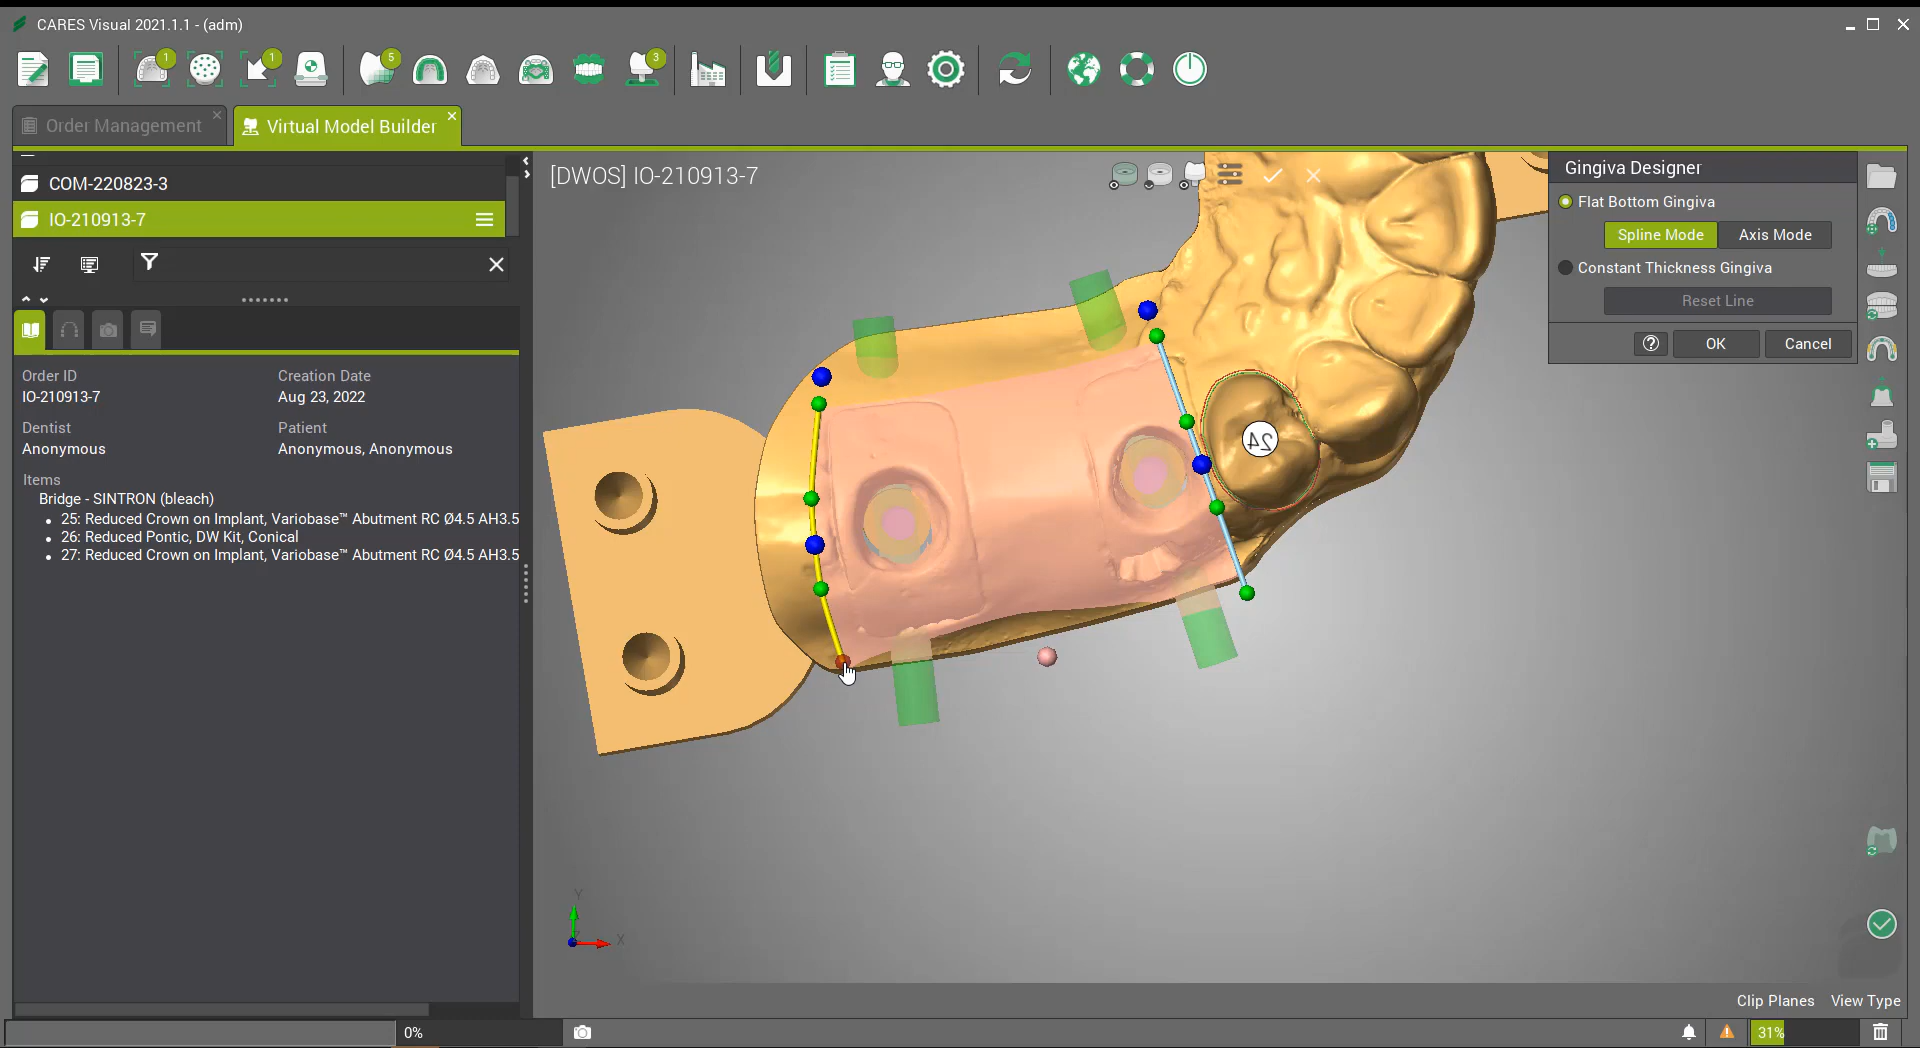 CARES Visual 2021.1.1 - (adm)
1
1
5
3
Order Management
Virtual Model Builder
COM-220823-3
IO-210913-7
Order ID
Creation Date
IO-210913-7
Aug 23, 2022
Dentist
Patient
Anonymous
Anonymous, Anonymous
Items
Bridge - SINTRON (bleach)
25: Reduced Crown on Implant, Variobase™ Abutment RC Ø4.5 AH3.5
26: Reduced Pontic, DW Kit, Conical
27: Reduced Crown on Implant, Variobase™ Abutment RC Ø4.5 AH3.5
[DWOS] IO-210913-7
24
Y
Z
X
Gingiva Designer
Flat Bottom Gingiva
Spline Mode
Axis Mode
Constant Thickness Gingiva
Reset Line
?
OK
Cancel
Clip Planes
View Type
0%
31%